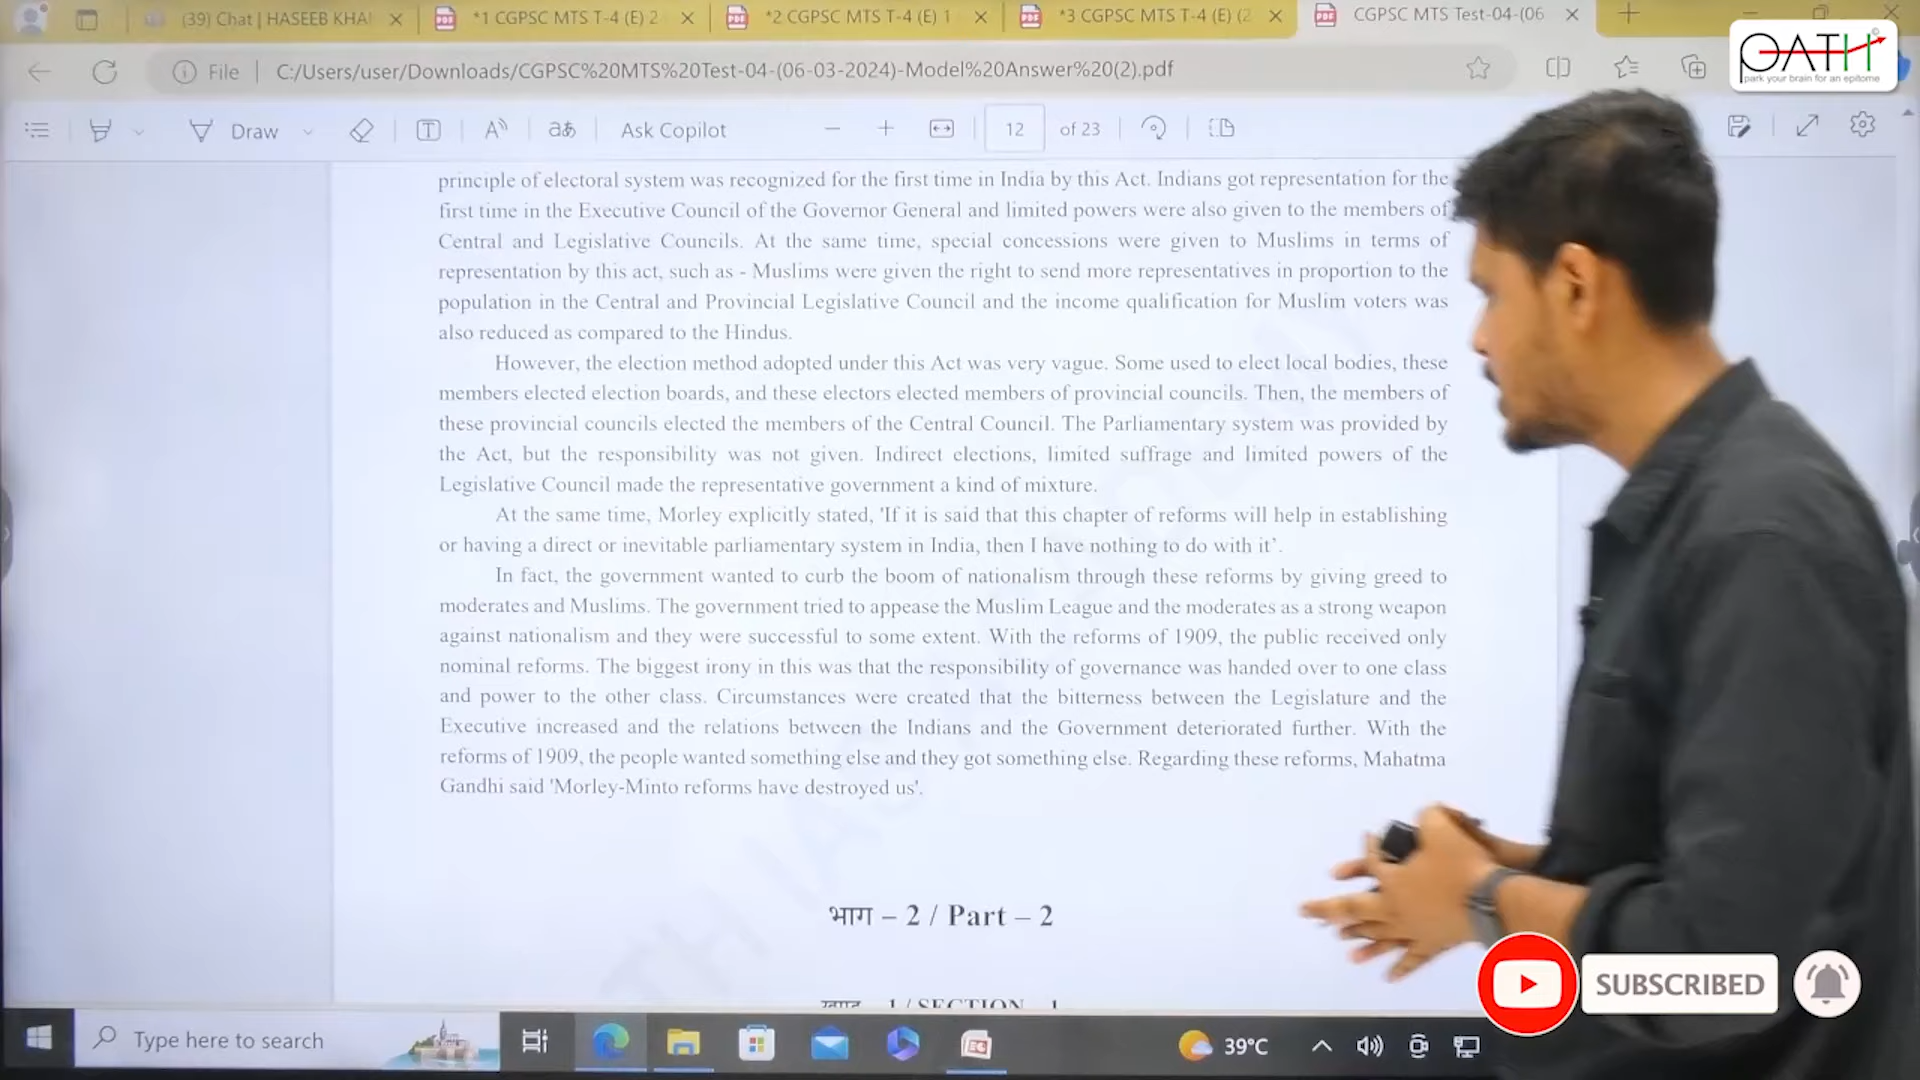 (39) Chat | HASEEB KHA
*1 CGPSC MTS T-4 (E) 2
*2 CGPSC MTS T-4 (E) 1
*3 CGPSC MTS T-4 (E) (2
CGPSC MTS Test-04-(06
PATH
park your brain for an epitome
File
C:/Users/user/Downloads/CGPSC%20MTS%20Test-04-(06-03-2024)-Model%20Answer%20(2).pdf
Draw
Ask Copilot
12
of 23
principle of electoral system was recognized for the first time in India by this Act. Indians got representation for the
first time in the Executive Council of the Governor General and limited powers were also given to the members of
Central and Legislative Councils. At the same time, special concessions were given to Muslims in terms of
representation by this act, such as - Muslims were given the right to send more representatives in proportion to the
population in the Central and Provincial Legislative Council and the income qualification for Muslim voters was
also reduced as compared to the Hindus.
However, the election method adopted under this Act was very vague. Some used to elect local bodies, these
members elected election boards, and these electors elected members of provincial councils. Then, the members of
these provincial councils elected the members of the Central Council. The Parliamentary system was provided by
the Act, but the responsibility was not given. Indirect elections, limited suffrage and limited powers of the
Legislative Council made the representative government a kind of mixture.
At the same time, Morley explicitly stated, 'If it is said that this chapter of reforms will help in establishing
or having a direct or inevitable parliamentary system in India, then I have nothing to do with it’.
In fact, the government wanted to curb the boom of nationalism through these reforms by giving greed to
moderates and Muslims. The government tried to appease the Muslim League and the moderates as a strong weapon
against nationalism and they were successful to some extent. With the reforms of 1909, the public received only
nominal reforms. The biggest irony in this was that the responsibility of governance was handed over to one class
and power to the other class. Circumstances were created that the bitterness between the Legislature and the
Executive increased and the relations between the Indians and the Government deteriorated further. With the
reforms of 1909, the people wanted something else and they got something else. Regarding these reforms, Mahatma
Gandhi said 'Morley-Minto reforms have destroyed us'.
भाग – 2 / Part – 2
1 / SECTION 1
SUBSCRIBED
Type here to search
39°C